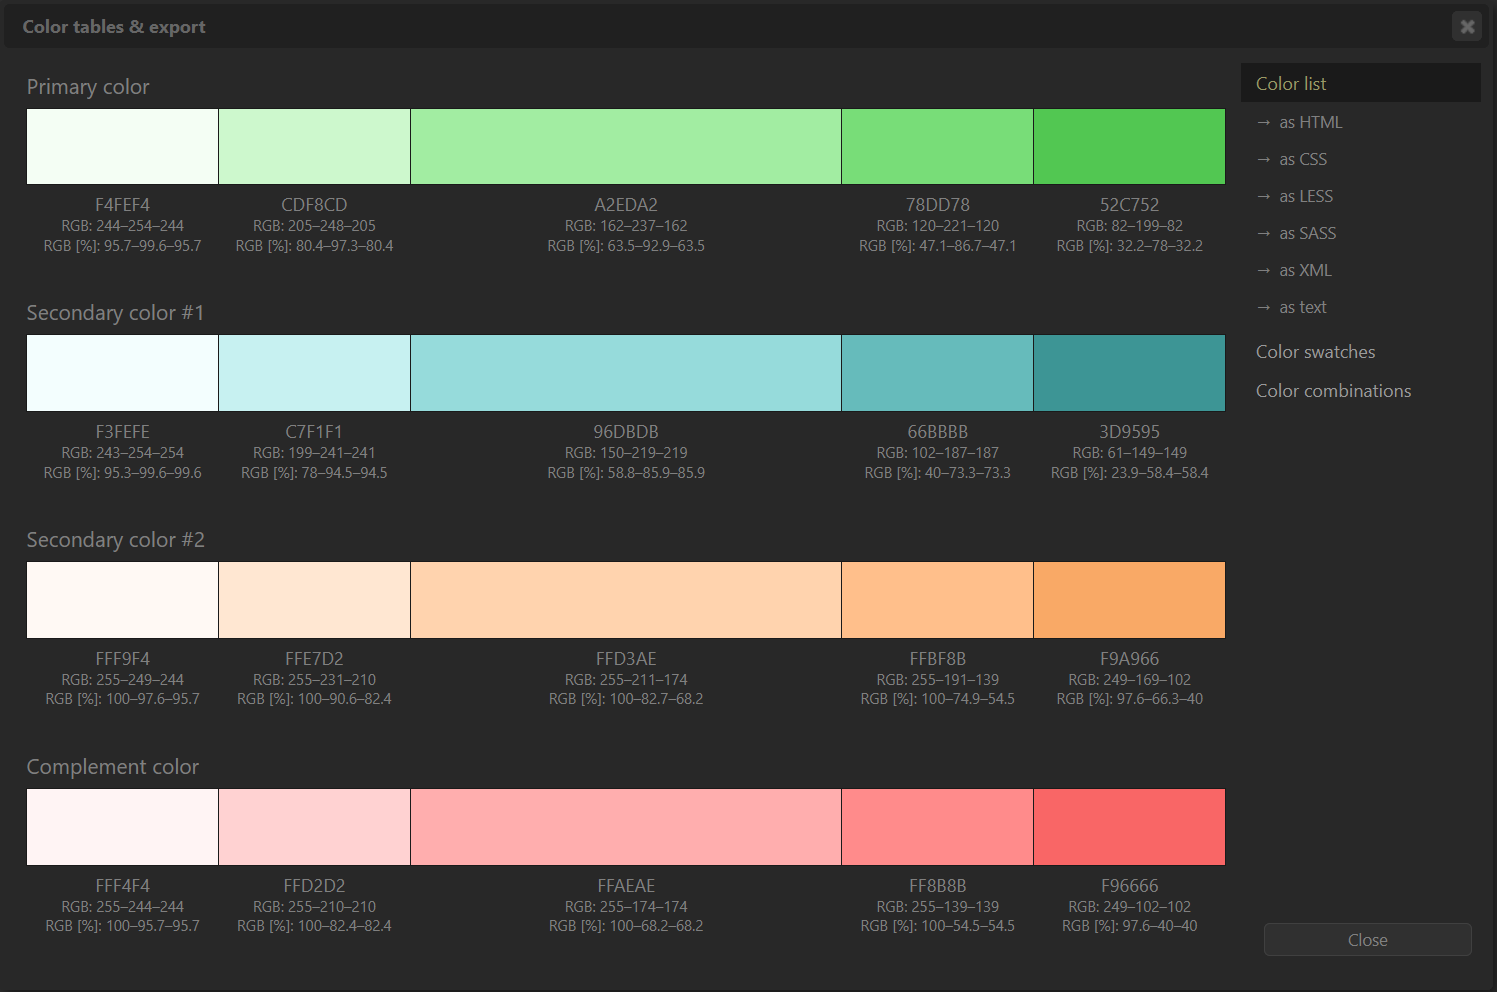 Color tables & export
Primary color
F4FEF4
RGB: 244–254–244
RGB [%]: 95.7–99.6–95.7
CDF8CD
RGB: 205–248–205
RGB [%]: 80.4–97.3–80.4
A2EDA2
RGB: 162–237–162
RGB [%]: 63.5–92.9–63.5
78DD78
RGB: 120–221–120
RGB [%]: 47.1–86.7–47.1
52C752
RGB: 82–199–82
RGB [%]: 32.2–78–32.2
Secondary color #1
F3FEFE
RGB: 243–254–254
RGB [%]: 95.3–99.6–99.6
C7F1F1
RGB: 199–241–241
RGB [%]: 78–94.5–94.5
96DBDB
RGB: 150–219–219
RGB [%]: 58.8–85.9–85.9
66BBBB
RGB: 102–187–187
RGB [%]: 40–73.3–73.3
3D9595
RGB: 61–149–149
RGB [%]: 23.9–58.4–58.4
Secondary color #2
FFF9F4
RGB: 255–249–244
RGB [%]: 100–97.6–95.7
FFE7D2
RGB: 255–231–210
RGB [%]: 100–90.6–82.4
FFD3AE
RGB: 255–211–174
RGB [%]: 100–82.7–68.2
FFBF8B
RGB: 255–191–139
RGB [%]: 100–74.9–54.5
F9A966
RGB: 249–169–102
RGB [%]: 97.6–66.3–40
Complement color
FFF4F4
RGB: 255–244–244
RGB [%]: 100–95.7–95.7
FFD2D2
RGB: 255–210–210
RGB [%]: 100–82.4–82.4
FFAEAE
RGB: 255–174–174
RGB [%]: 100–68.2–68.2
FF8B8B
RGB: 255–139–139
RGB [%]: 100–54.5–54.5
F96666
RGB: 249–102–102
RGB [%]: 97.6–40–40
Color list
→ as HTML
→ as CSS
→ as LESS
→ as SASS
→ as XML
→ as text
Color swatches
Color combinations
Close